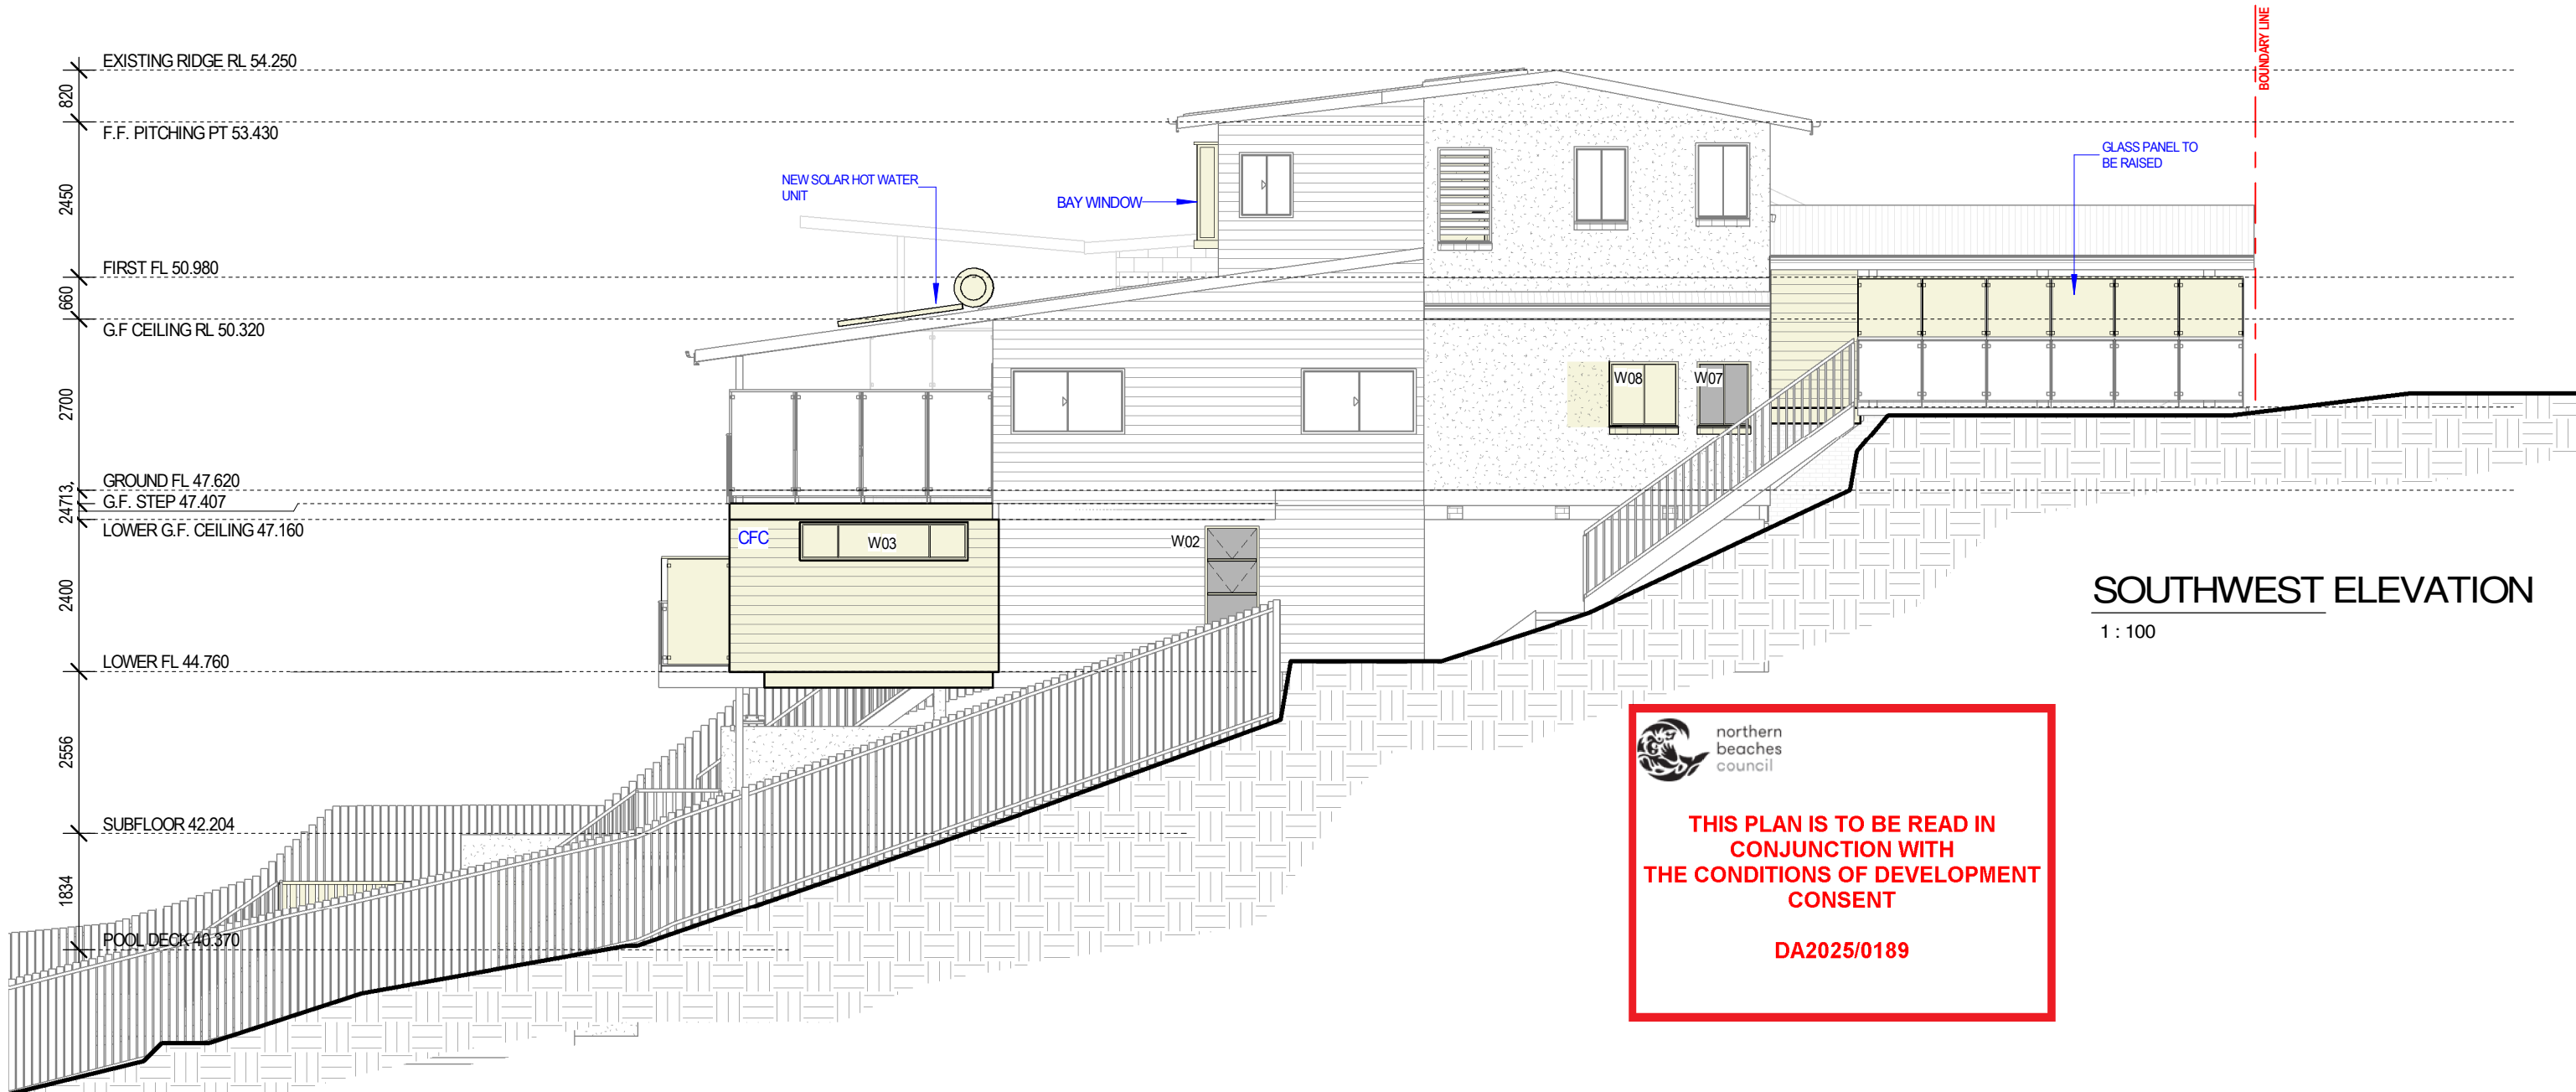 BOUNDARY LINE
EXISTING RIDGE RL 54.250
820
F.F. PITCHING PT 53.430
GLASS PANEL TO
BE RAISED
NEW SOLAR HOT WATER
UNIT
BAY WINDOW
2450
FIRST FL 50.980
660
G.F CEILING RL 50.320
W08
W07
2700
GROUND FL 47.620
G.F. STEP 47.407
LOWER G.F. CEILING 47.160
CFC
W03
W02
2400
SOUTHWEST ELEVATION
1 : 100
LOWER FL 44.760
2556
SUBFLOOR 42.204
1834
POOL DECK 40.370
northern
beaches
council
THIS PLAN IS TO BE READ IN
CONJUNCTION WITH
THE CONDITIONS OF DEVELOPMENT
CONSENT
DA2025/0189